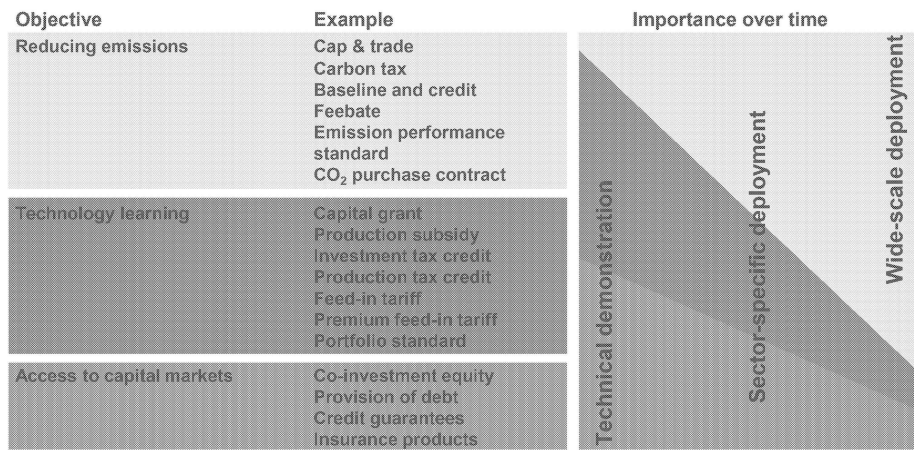 Objective Example Importance over time
Reducing emissions Cap & trade
Carbon tax
Baseline and credit
Feebate
Emission performance
standard
CO₂ purchase contract
Technology learning Capital grant
Production subsidy
Investment tax credit
Production tax credit
Feed-in tariff
Premium feed-in tariff
Portfolio standard
Access to capital markets Co-investment equity
Provision of debt
Credit guarantees
Insurance products
Technical demonstration
Sector-specific deployment
Wide-scale deployment